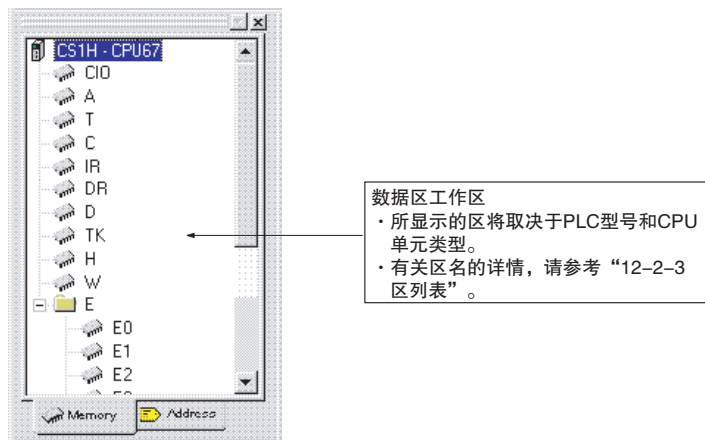 CS1H - CPU67
CIO
A
T
C
IR
DR
D
TK
H
W
E
E0
E1
E2
Memory
Address
数据区工作区
·所显示的区将取决于PLC型号和CPU
单元类型。
·有关区名的详情，请参考“12–2–3
区列表”。